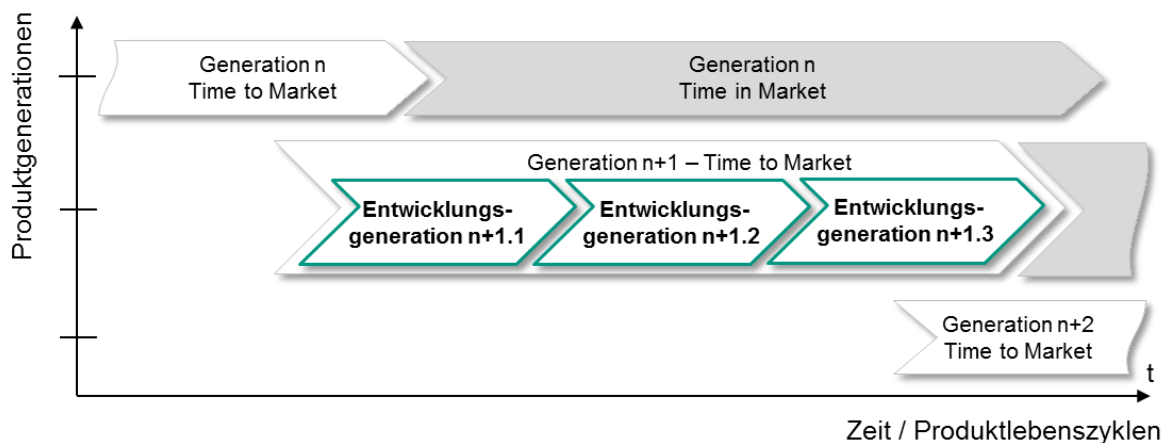 Produktgenerationen
Generation n
Time to Market
Generation n
Time in Market
Generation n+1 – Time to Market
Entwicklungs-
generation n+1.1
Entwicklungs-
generation n+1.2
Entwicklungs-
generation n+1.3
Generation n+2
Time to Market
t
Zeit / Produktlebenszyklen